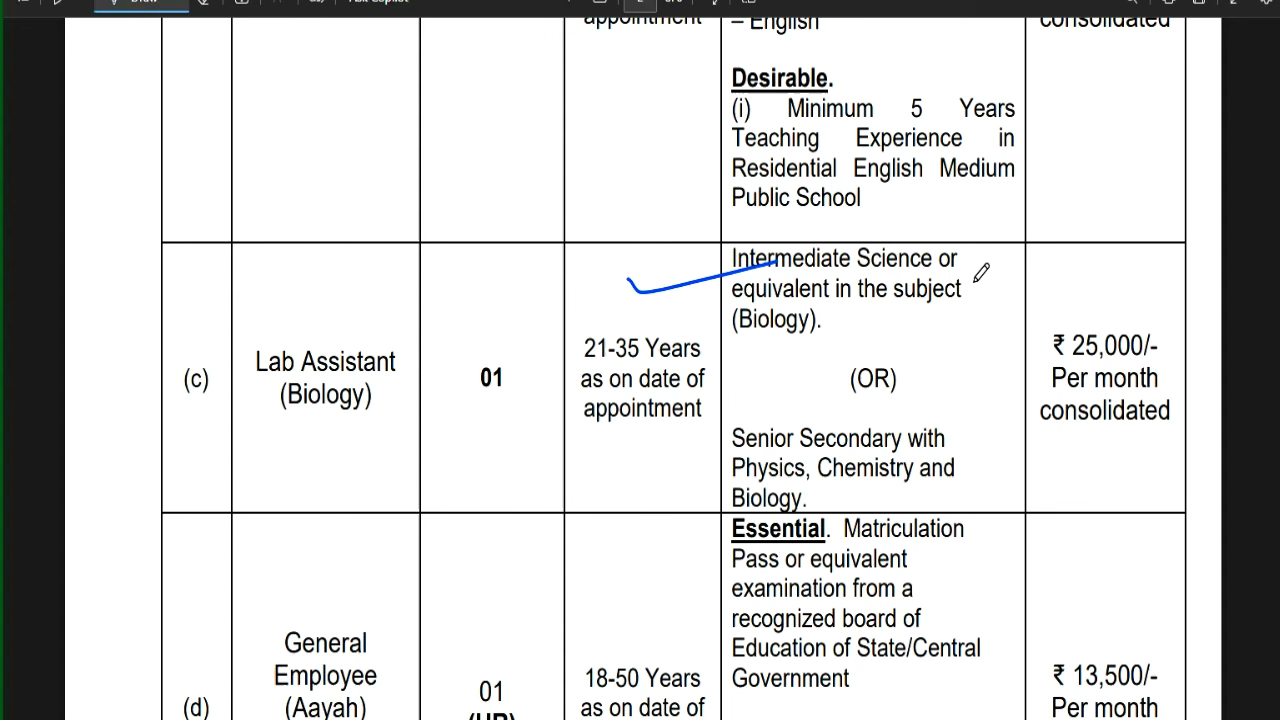 Draw
appointment
– English
consolidated
Desirable.
(i) Minimum 5 Years
Teaching Experience in
Residential English Medium
Public School
(c)
Lab Assistant
(Biology)
01
21-35 Years
as on date of
appointment
Intermediate Science or
equivalent in the subject
(Biology).
(OR)
Senior Secondary with
Physics, Chemistry and
Biology.
₹ 25,000/-
Per month
consolidated
(d)
General
Employee
(Aayah)
01
(UR)
18-50 Years
as on date of
Essential. Matriculation
Pass or equivalent
examination from a
recognized board of
Education of State/Central
Government
₹ 13,500/-
Per month